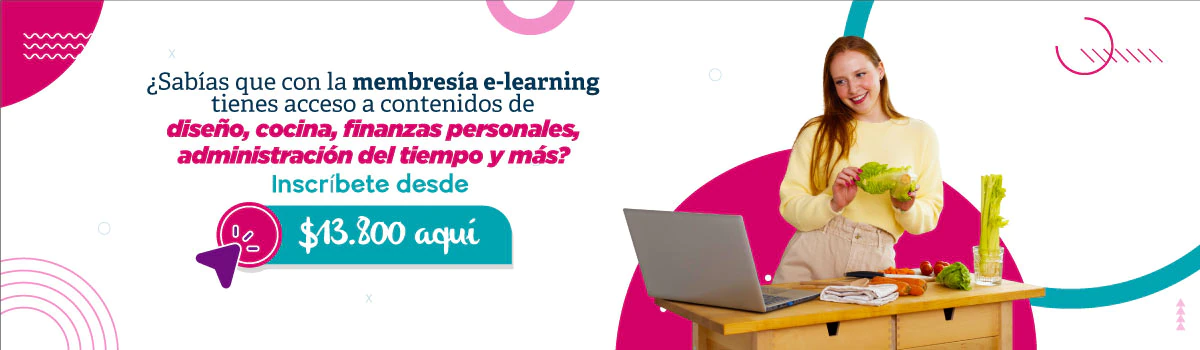 ¿Sabías que con la membresía e-learning
tienes acceso a contenidos de
diseño, cocina, finanzas personales,
administración del tiempo y más?
Inscríbete desde
$13.800 aquí